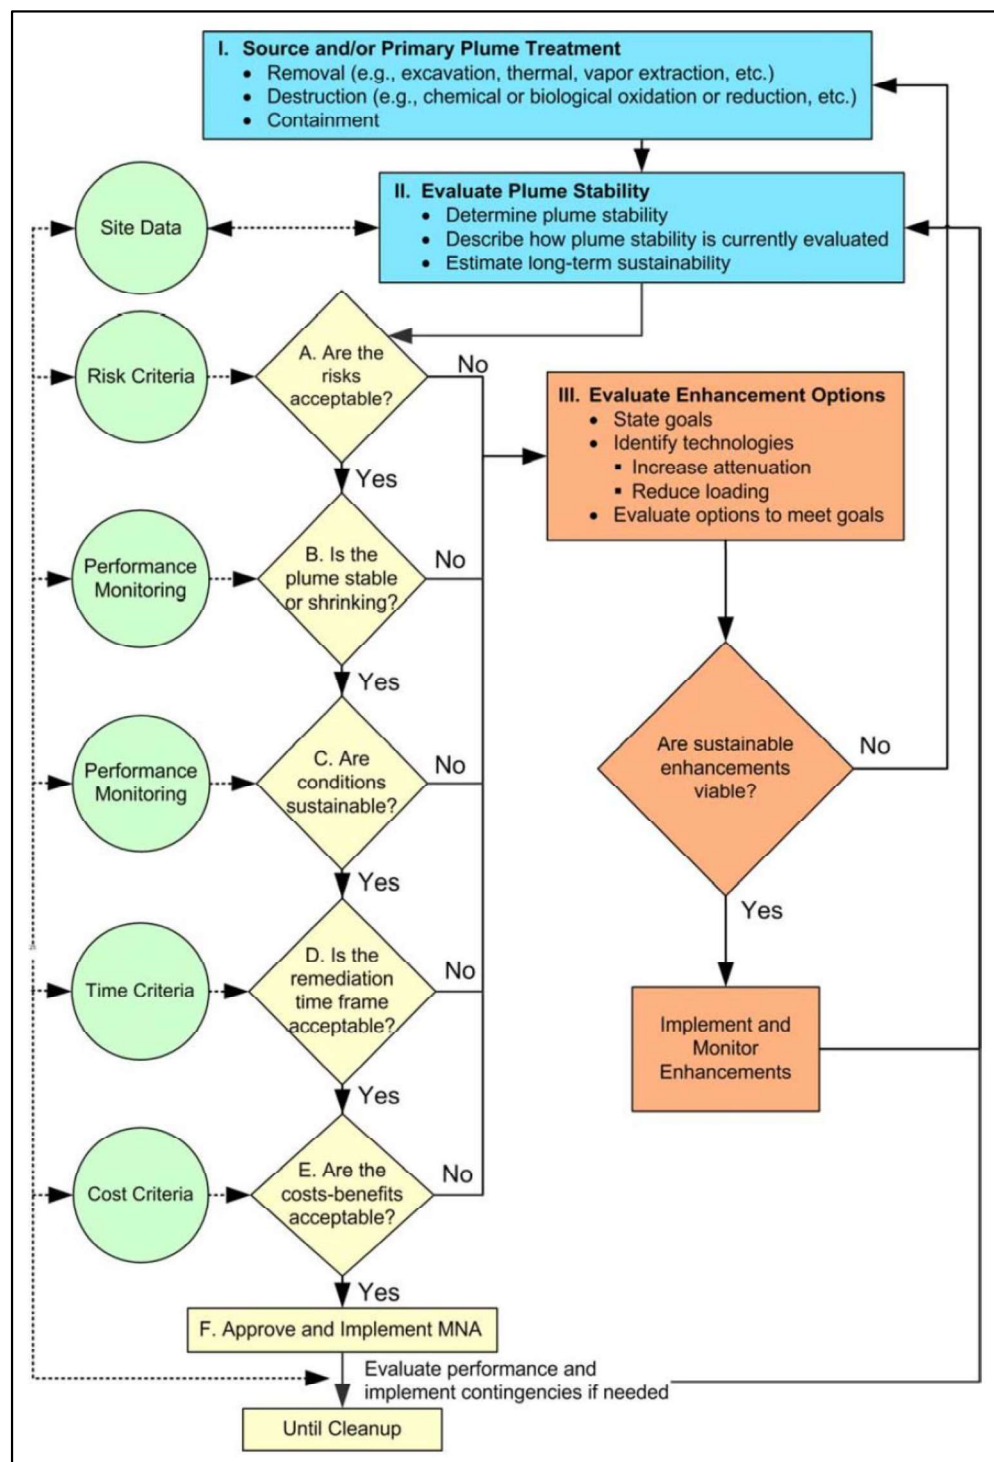 I. Source and/or Primary Plume Treatment
• Removal (e.g., excavation, thermal, vapor extraction, etc.)
• Destruction (e.g., chemical or biological oxidation or reduction, etc.)
• Containment
II. Evaluate Plume Stability
• Determine plume stability
• Describe how plume stability is currently evaluated
• Estimate long-term sustainability
Site Data
Risk Criteria
A. Are the
risks
acceptable?
No
Yes
III. Evaluate Enhancement Options
• State goals
• Identify technologies
▪ Increase attenuation
▪ Reduce loading
• Evaluate options to meet goals
Performance
Monitoring
B. Is the
plume stable
or shrinking?
No
Yes
Performance
Monitoring
C. Are
conditions
sustainable?
No
Yes
Are sustainable
enhancements
viable?
No
Yes
Time Criteria
D. Is the
remediation
time frame
acceptable?
No
Yes
Implement and
Monitor
Enhancements
Cost Criteria
E. Are the
costs-benefits
acceptable?
No
Yes
F. Approve and Implement MNA
Evaluate performance and
implement contingencies if needed
Until Cleanup